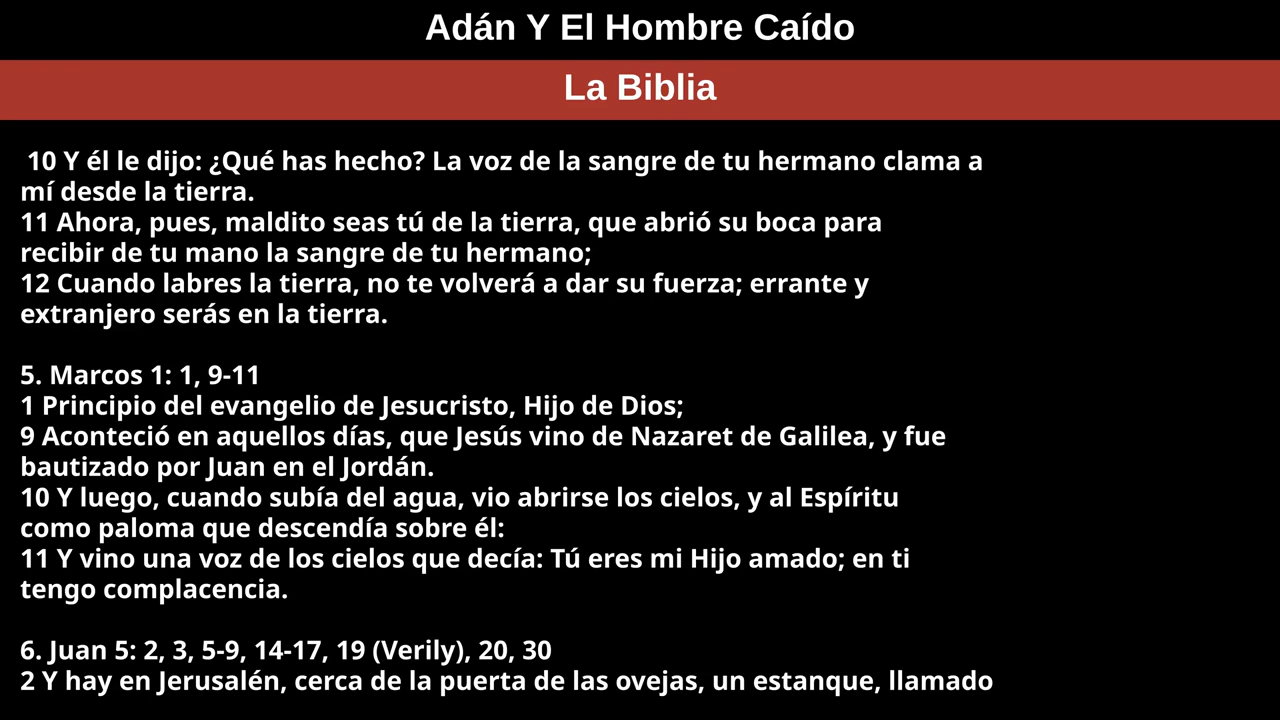 Adán Y El Hombre Caído
La Biblia
10 Y él le dijo: ¿Qué has hecho? La voz de la sangre de tu hermano clama a
mí desde la tierra.
11 Ahora, pues, maldito seas tú de la tierra, que abrió su boca para
recibir de tu mano la sangre de tu hermano;
12 Cuando labres la tierra, no te volverá a dar su fuerza; errante y
extranjero serás en la tierra.
5. Marcos 1: 1, 9-11
1 Principio del evangelio de Jesucristo, Hijo de Dios;
9 Aconteció en aquellos días, que Jesús vino de Nazaret de Galilea, y fue
bautizado por Juan en el Jordán.
10 Y luego, cuando subía del agua, vio abrirse los cielos, y al Espíritu
como paloma que descendía sobre él:
11 Y vino una voz de los cielos que decía: Tú eres mi Hijo amado; en ti
tengo complacencia.
6. Juan 5: 2, 3, 5-9, 14-17, 19 (Verily), 20, 30
2 Y hay en Jerusalén, cerca de la puerta de las ovejas, un estanque, llamado